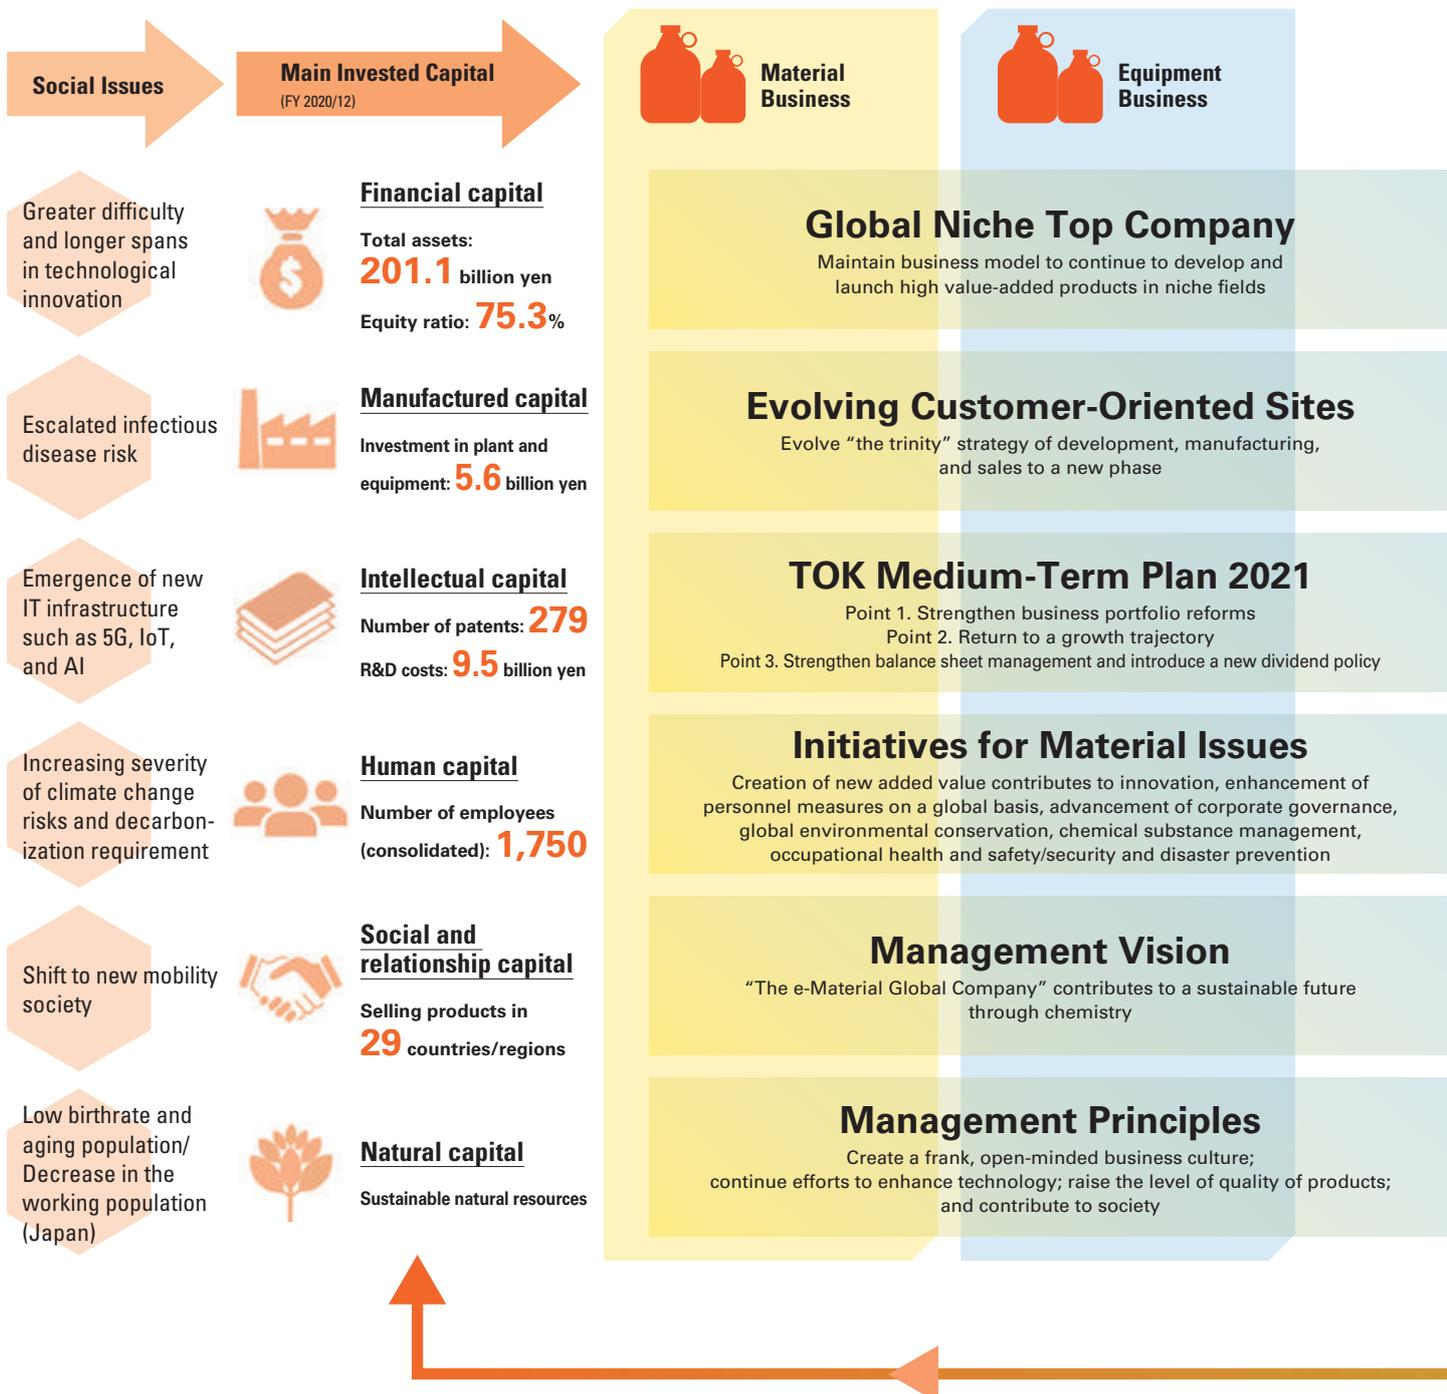 Social Issues
Main Invested Capital
(FY 2020/12)
Material
Business
Equipment
Business
Greater difficulty
and longer spans
in technological
innovation
Escalated infectious
disease risk
Emergence of new
IT infrastructure
such as 5G, IoT,
and AI
Increasing severity
of climate change
risks and decarbon-
ization requirement
Shift to new mobility
society
Low birthrate and
aging population/
Decrease in the
working population
(Japan)
$
Financial capital
Total assets:
201.1 billion yen
Equity ratio: 75.3%
Manufactured capital
Investment in plant and
equipment: 5.6 billion yen
Intellectual capital
Number of patents: 279
R&D costs: 9.5 billion yen
Human capital
Number of employees
(consolidated): 1,750
Social and
relationship capital
Selling products in
29 countries/regions
Natural capital
Sustainable natural resources
Global Niche Top Company
Maintain business model to continue to develop and
launch high value-added products in niche fields
Evolving Customer-Oriented Sites
Evolve “the trinity” strategy of development, manufacturing,
and sales to a new phase
TOK Medium-Term Plan 2021
Point 1. Strengthen business portfolio reforms
Point 2. Return to a growth trajectory
Point 3. Strengthen balance sheet management and introduce a new dividend policy
Initiatives for Material Issues
Creation of new added value contributes to innovation, enhancement of
personnel measures on a global basis, advancement of corporate governance,
global environmental conservation, chemical substance management,
occupational health and safety/security and disaster prevention
Management Vision
“The e-Material Global Company” contributes to a sustainable future
through chemistry
Management Principles
Create a frank, open-minded business culture;
continue efforts to enhance technology; raise the level of quality of products;
and contribute to society